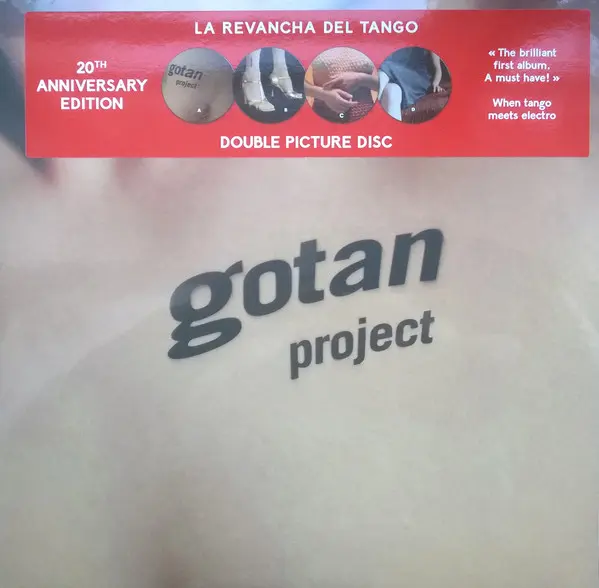 LA REVANCHA DEL TANGO
20TH
ANNIVERSARY
EDITION
gotan
project
A
B
C
D
« The brilliant
first album.
A must have! »
When tango
meets electro
DOUBLE PICTURE DISC
gotan
project